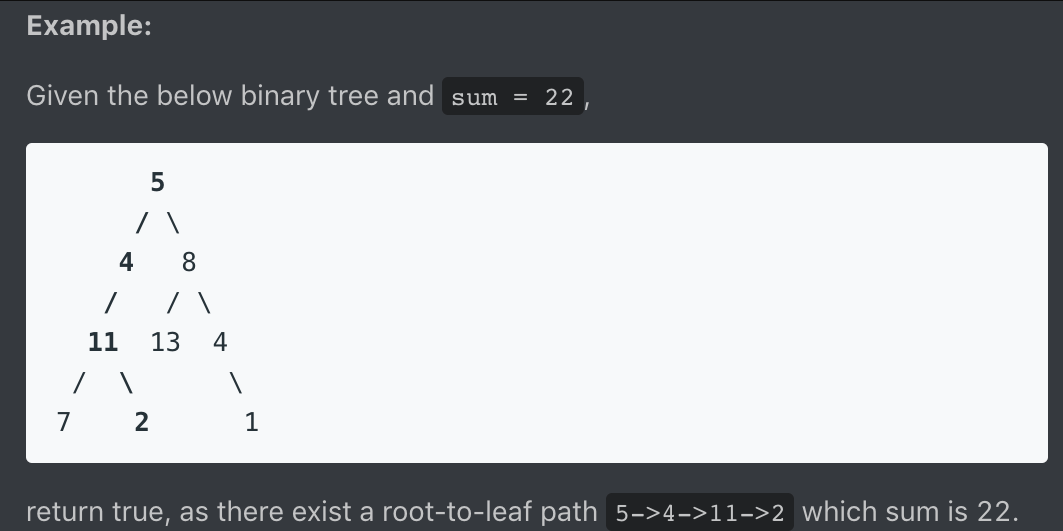 Example:
Given the below binary tree and sum = 22,
5
/ \
4 8
/ / \
11 13 4
/ \ \
7 2 1
return true, as there exist a root-to-leaf path 5->4->11->2 which sum is 22.